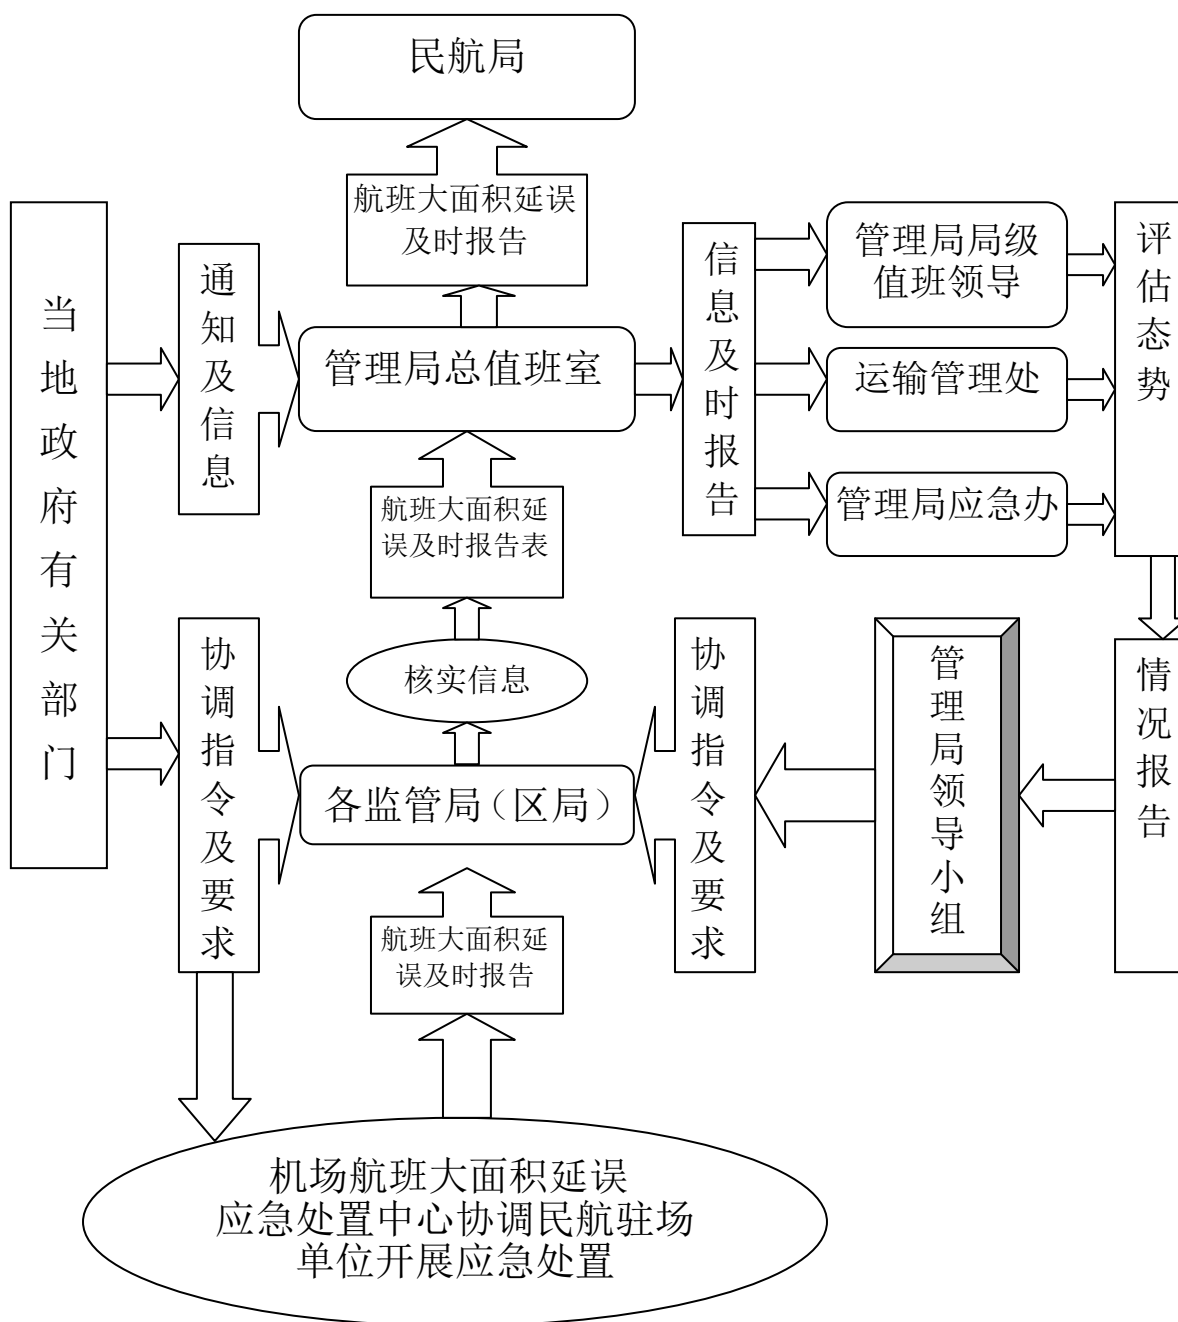 民航局
航班大面积延误
及时报告
当地政府有关部门
通知及信息
管理局总值班室
信息及时报告
管理局局级
值班领导
运输管理处
管理局应急办
评估态势
航班大面积延
误及时报告表
核实信息
协调指令及要求
各监管局（区局）
协调指令及要求
管理局领导小组
情况报告
航班大面积延
误及时报告
机场航班大面积延误
应急处置中心协调民航驻场
单位开展应急处置